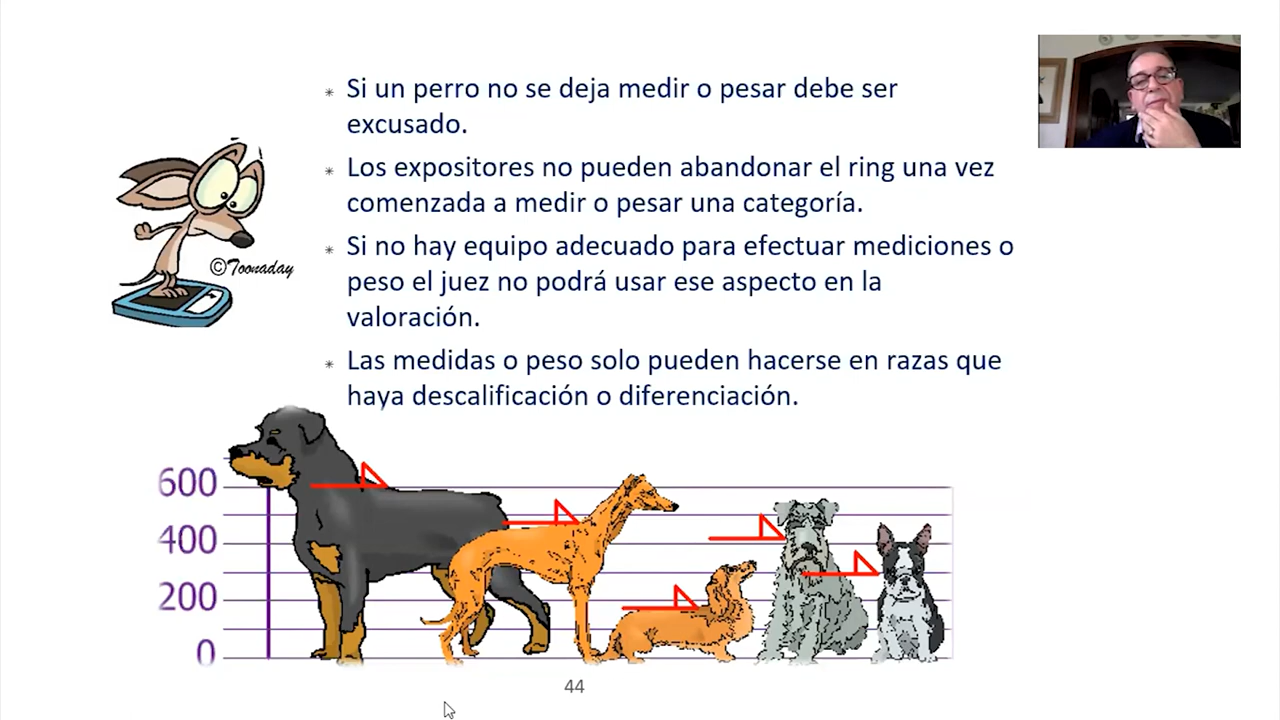 Si un perro no se deja medir o pesar debe ser
excusado.
Los expositores no pueden abandonar el ring una vez
comenzada a medir o pesar una categoría.
Si no hay equipo adecuado para efectuar mediciones o
peso el juez no podrá usar ese aspecto en la
valoración.
Las medidas o peso solo pueden hacerse en razas que
haya descalificación o diferenciación.
©Toonaday
600
400
200
0
44